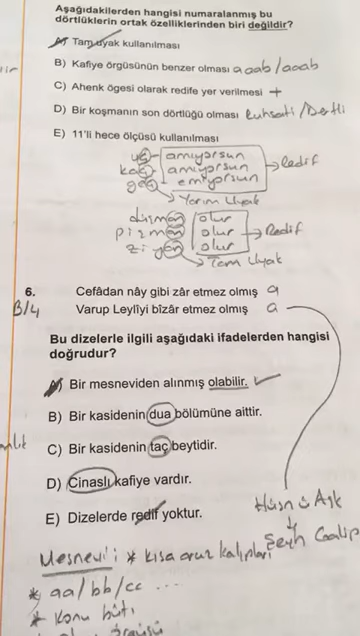 Aşağıdakilerden hangisi numaralanmış bu
dörtlüklerin ortak özelliklerinden biri değildir?
A) Tam uyak kullanılması
B) Kafiye örgüsünün benzer olması aaab/aaab
C) Ahenk ögesi olarak redife yer verilmesi +
D) Bir koşmanın son dörtlüğü olması Ruhsati/Dertli
E) 11'li hece ölçüsü kullanılması
amıyorsun
amıyorsun → Redif
emiyorsun
→ Yarım Uyak
düşman olur
pişman olur → Redif
olur
→ Tam Uyak
6. Cefâdan nây gibi zâr etmez olmış a
B/4 Varup Leylîyi bîzâr etmez olmış a
Bu dizelerle ilgili aşağıdaki ifadelerden hangisi
doğrudur?
A) Bir mesneviden alınmış olabilir.
B) Bir kasidenin dua bölümüne aittir.
C) Bir kasidenin taç beytidir.
D) Cinaslı kafiye vardır.
E) Dizelerde redif yoktur.
Hüsn ü Aşk
Şeyh Galip
Mesnevi: * kısa aruz kalıpları
* aa/bb/cc ...
* Konu